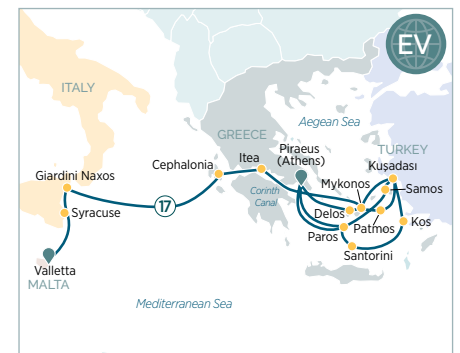 EV
ITALY
GREECE
Aegean Sea
TURKEY
Piraeus
(Athens)
Kuşadası
Cephalonia
Itea
Giardini Naxos
Mykonos
Samos
Corinth
Canal
17
Syracuse
Delos
Patmos
Kos
Paros
Santorini
Valletta
MALTA
Mediterranean Sea